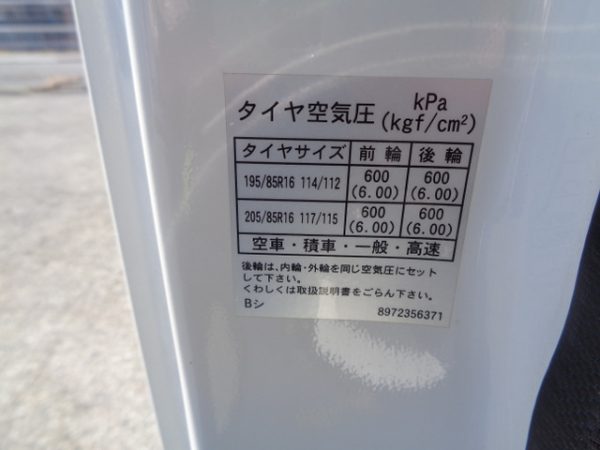 タイヤ空気圧 kPa
(kgf/cm²)
タイヤサイズ 前輪 後輪
195/85R16 114/112 600 (6.00) 600 (6.00)
205/85R16 117/115 600 (6.00) 600 (6.00)
空車・積車・一般・高速
後輪は、内輪・外輪を同じ空気圧にセット
して下さい。
くわしくは取扱説明書をごらん下さい。
Bシ 8972356371